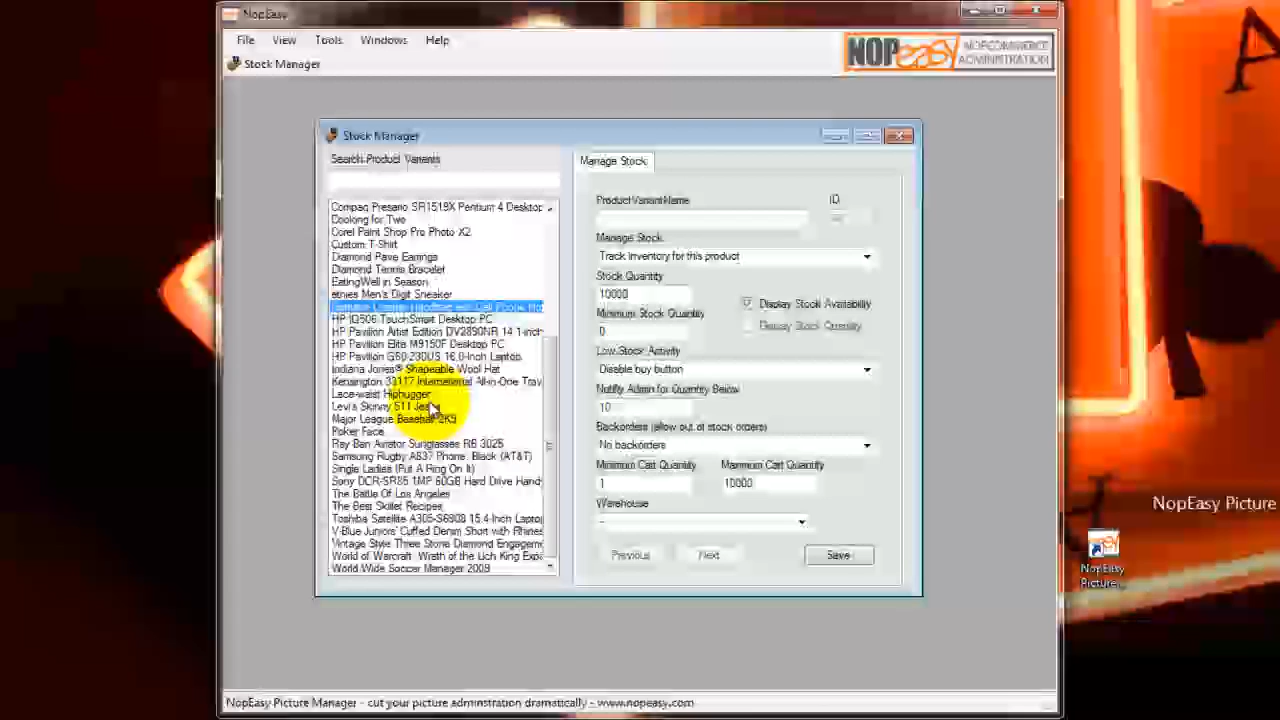 NopEasy
File View Tools Windows Help
NOPeasy NOPCOMMERCE ADMINISTRATION
Stock Manager
Stock Manager
Search Product Variants
Compaq Presario SR1519X Pentium 4 Desktop
Cooking for Two
Corel Paint Shop Pro Photo X2
Custom T-Shirt
Diamond Pave Earrings
Diamond Tennis Bracelet
EatingWell in Season
etnies Men's Digit Sneaker
HP IQ506 TouchSmart Desktop PC
HP Pavilion Artist Edition DV2890NR 14.1-inch
HP Pavilion Elite M9150F Desktop PC
HP Pavilion G60-230US 16.0-Inch Laptop
Indiana Jones® Shapeable Wool Hat
Kensington 33117 International All-in-One Trav
Lace-waist Hiphugger
Levi's Skinny 511 Jeans
Major League Baseball 2K9
Poker Face
Ray Ban Aviator Sunglasses RB 3025
Samsung Rugby A837 Phone, Black (AT&T)
Single Ladies (Put A Ring On It)
Sony DCR-SR85 1MP 60GB Hard Drive Handy
The Battle Of Los Angeles
The Best Skillet Recipes
Toshiba Satellite A305-S6908 15.4-Inch Laptop
V-Blue Juniors' Cuffed Denim Short with Rhines
Vintage Style Three Stone Diamond Engageme
World of Warcraft: Wrath of the Lich King Expa
World Wide Soccer Manager 2009
Manage Stock
Product Variant Name ID
Manage Stock
Track Inventory for this product
Stock Quantity
10000
Display Stock Availability
Minimum Stock Quantity
Display Stock Quantity
0
Low Stock Activity
Disable buy button
Notify Admin for Quantity Below
10
Backorders (allow out of stock orders)
No backorders
Minimum Cart Quantity Maximum Cart Quantity
1 10000
Warehouse
-
Previous Next Save
NopEasy Picture Manager - cut your picture adminstration dramatically - www.nopeasy.com
A
NopEasy Picture
NopEasy
Picture...